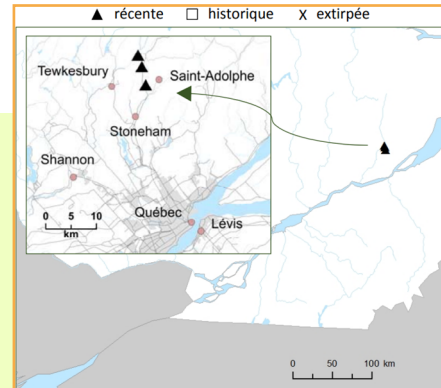 ▲ récente □ historique X extirpée
Tewkesbury
Saint-Adolphe
Stoneham
Shannon
Québec
Lévis
0 5 10
km
0 50 100 km